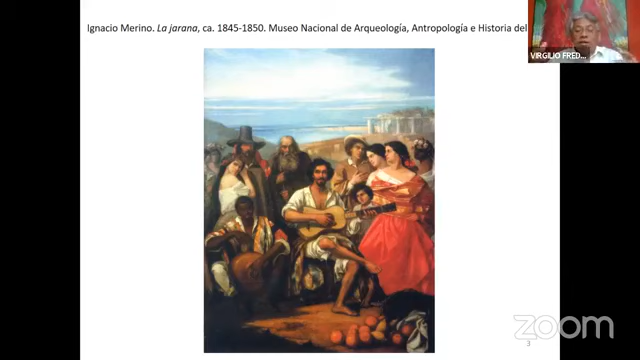 Ignacio Merino. La jarana, ca. 1845-1850. Museo Nacional de Arqueología, Antropología e Historia del
VIRGILIO FRED...
zoom
3